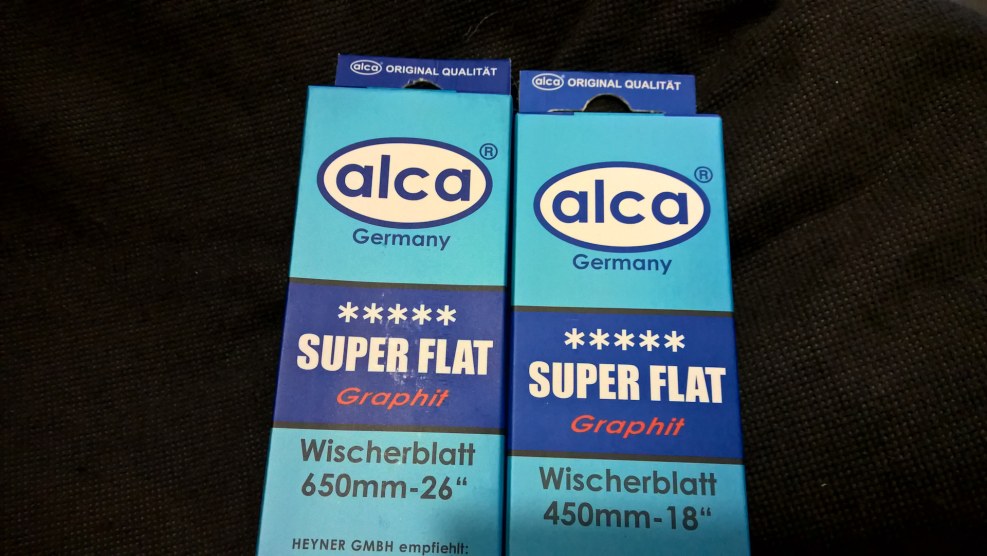 alca® ORIGINAL QUALITÄT
alca®
Germany
*****
SUPER FLAT
Graphit
Wischerblatt
650mm-26“
HEYNER GMBH empfiehlt:
alca® ORIGINAL QUALITÄT
alca®
Germany
*****
SUPER FLAT
Graphit
Wischerblatt
450mm-18“